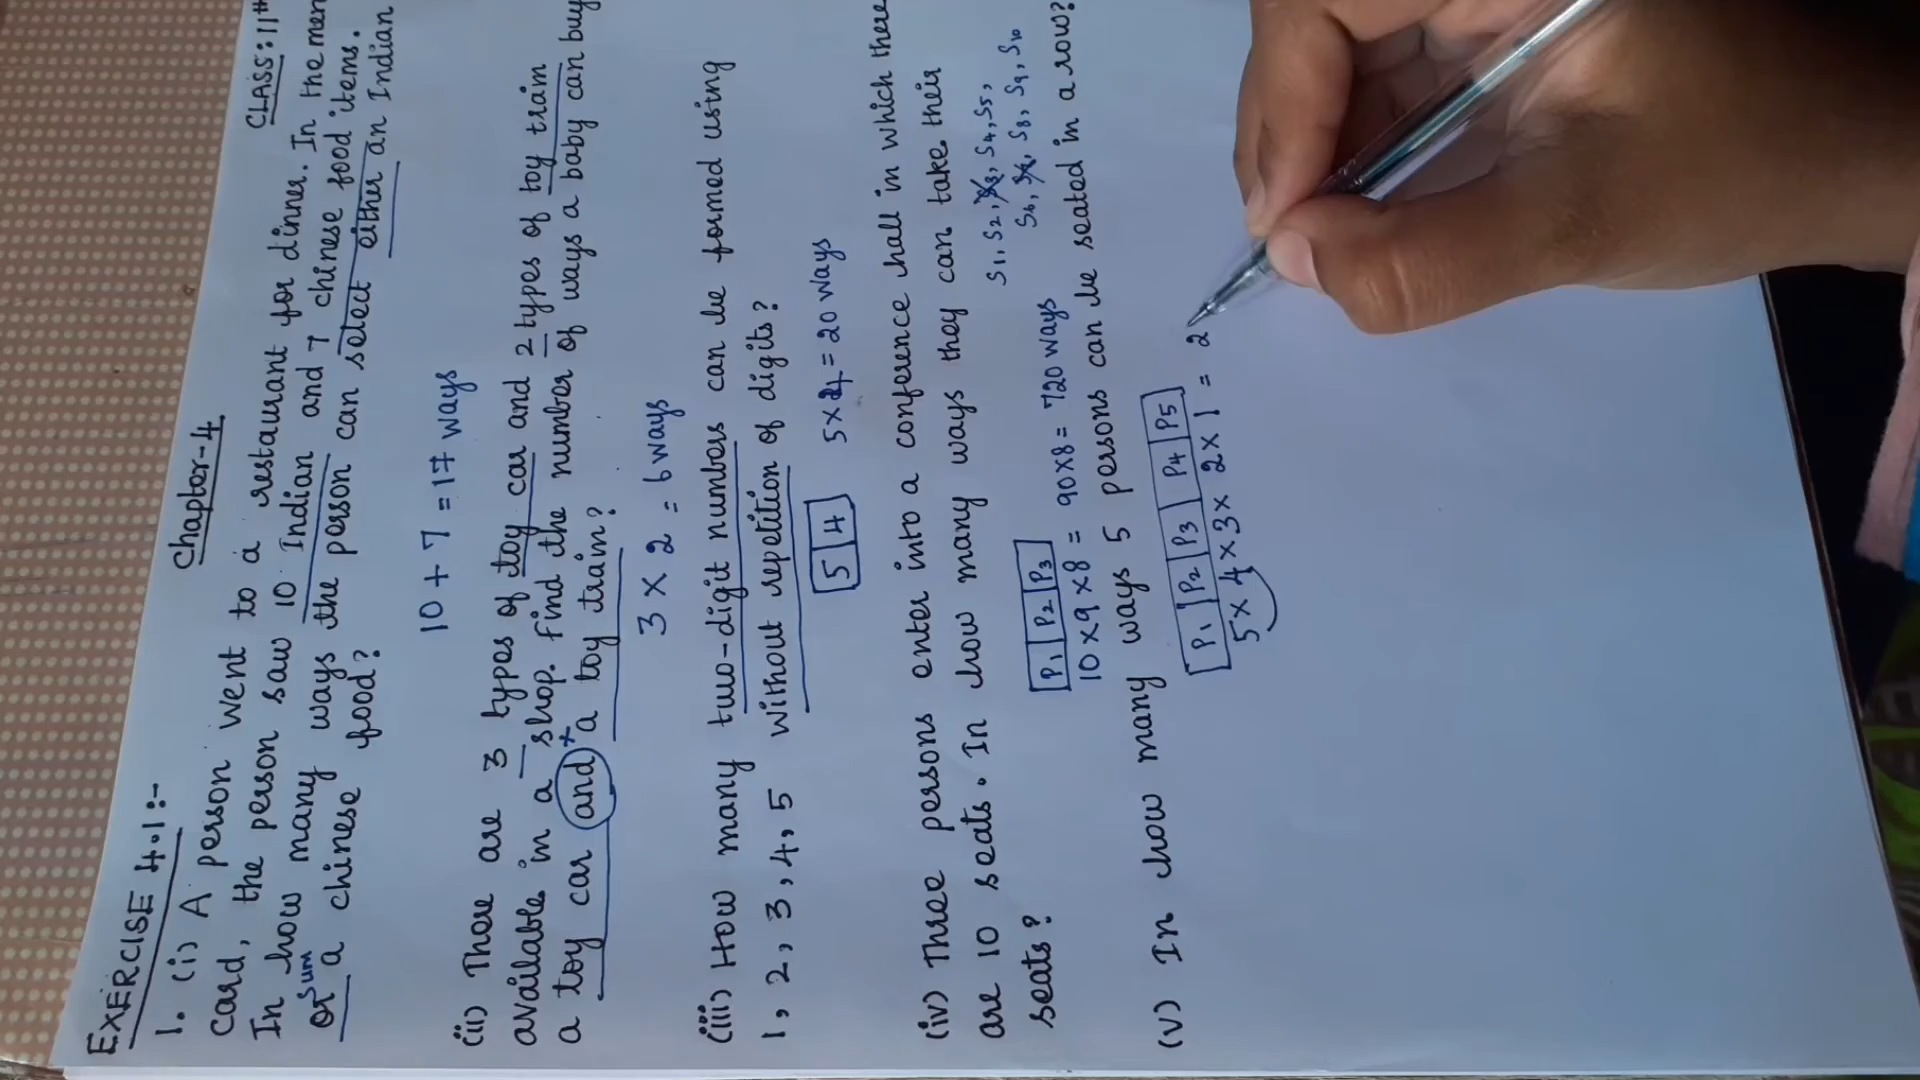 Chapter-4
CLASS:11th
EXERCISE 4.1:-
1. (i) A person went to a restaurant for dinner. In the men
card, the person saw 10 Indian and 7 chinese food items.
In how many ways the person can select either an Indian
or a chinese food?
sum
10 + 7 = 17 ways
(ii) There are 3 types of toy car and 2 types of toy train
available in a shop. Find the number of ways a baby can buy
a toy car and a toy train?
x
3 x 2 = 6 ways
(iii) How many two-digit numbers can be formed using
1, 2, 3, 4, 5 without repetition of digits?
5 4
5 x 4 = 20 ways
(iv) Three persons enter into a conference hall in which there
are 10 seats. In how many ways they can take their
seats?
S1, S2, S3, S4, S5,
S6, S7, S8, S9, S10
P1 P2 P3
10 x 9 x 8 = 90x8 = 720 ways
(v) In how many ways 5 persons can be seated in a row?
P1 P2 P3 P4 P5
5 x 4 x 3 x 2 x 1 = 2